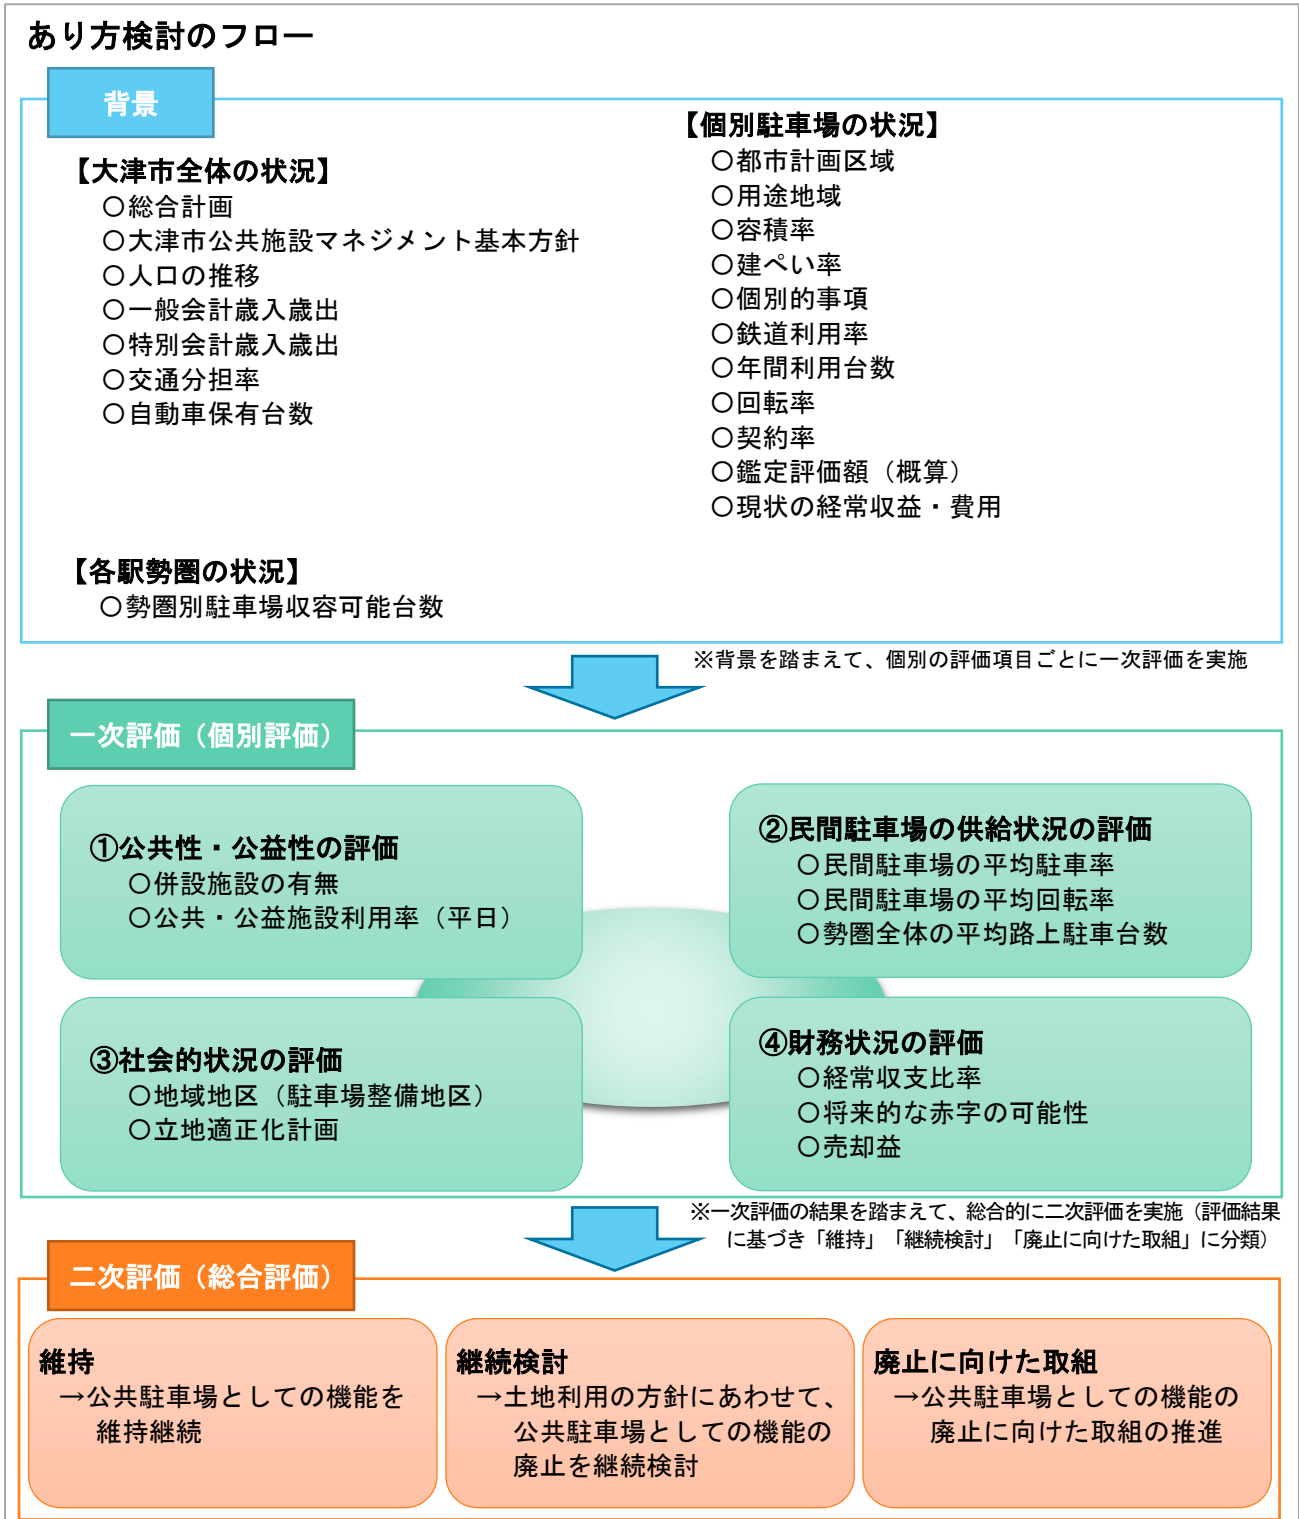 あり方検討のフロー
背景
【大津市全体の状況】
○総合計画
○大津市公共施設マネジメント基本方針
○人口の推移
○一般会計歳入歳出
○特別会計歳入歳出
○交通分担率
○自動車保有台数
【各駅勢圏の状況】
○勢圏別駐車場収容可能台数
【個別駐車場の状況】
○都市計画区域
○用途地域
○容積率
○建ぺい率
○個別的事項
○鉄道利用率
○年間利用台数
○回転率
○契約率
○鑑定評価額（概算）
○現状の経常収益・費用
※背景を踏まえて、個別の評価項目ごとに一次評価を実施
一次評価（個別評価）
①公共性・公益性の評価
○併設施設の有無
○公共・公益施設利用率（平日）
②民間駐車場の供給状況の評価
○民間駐車場の平均駐車率
○民間駐車場の平均回転率
○勢圏全体の平均路上駐車台数
③社会的状況の評価
○地域地区（駐車場整備地区）
○立地適正化計画
④財務状況の評価
○経常収支比率
○将来的な赤字の可能性
○売却益
※一次評価の結果を踏まえて、総合的に二次評価を実施（評価結果
に基づき「維持」「継続検討」「廃止に向けた取組」に分類）
二次評価（総合評価）
維持
→公共駐車場としての機能を
維持継続
継続検討
→土地利用の方針にあわせて、
公共駐車場としての機能の
廃止を継続検討
廃止に向けた取組
→公共駐車場としての機能の
廃止に向けた取組の推進